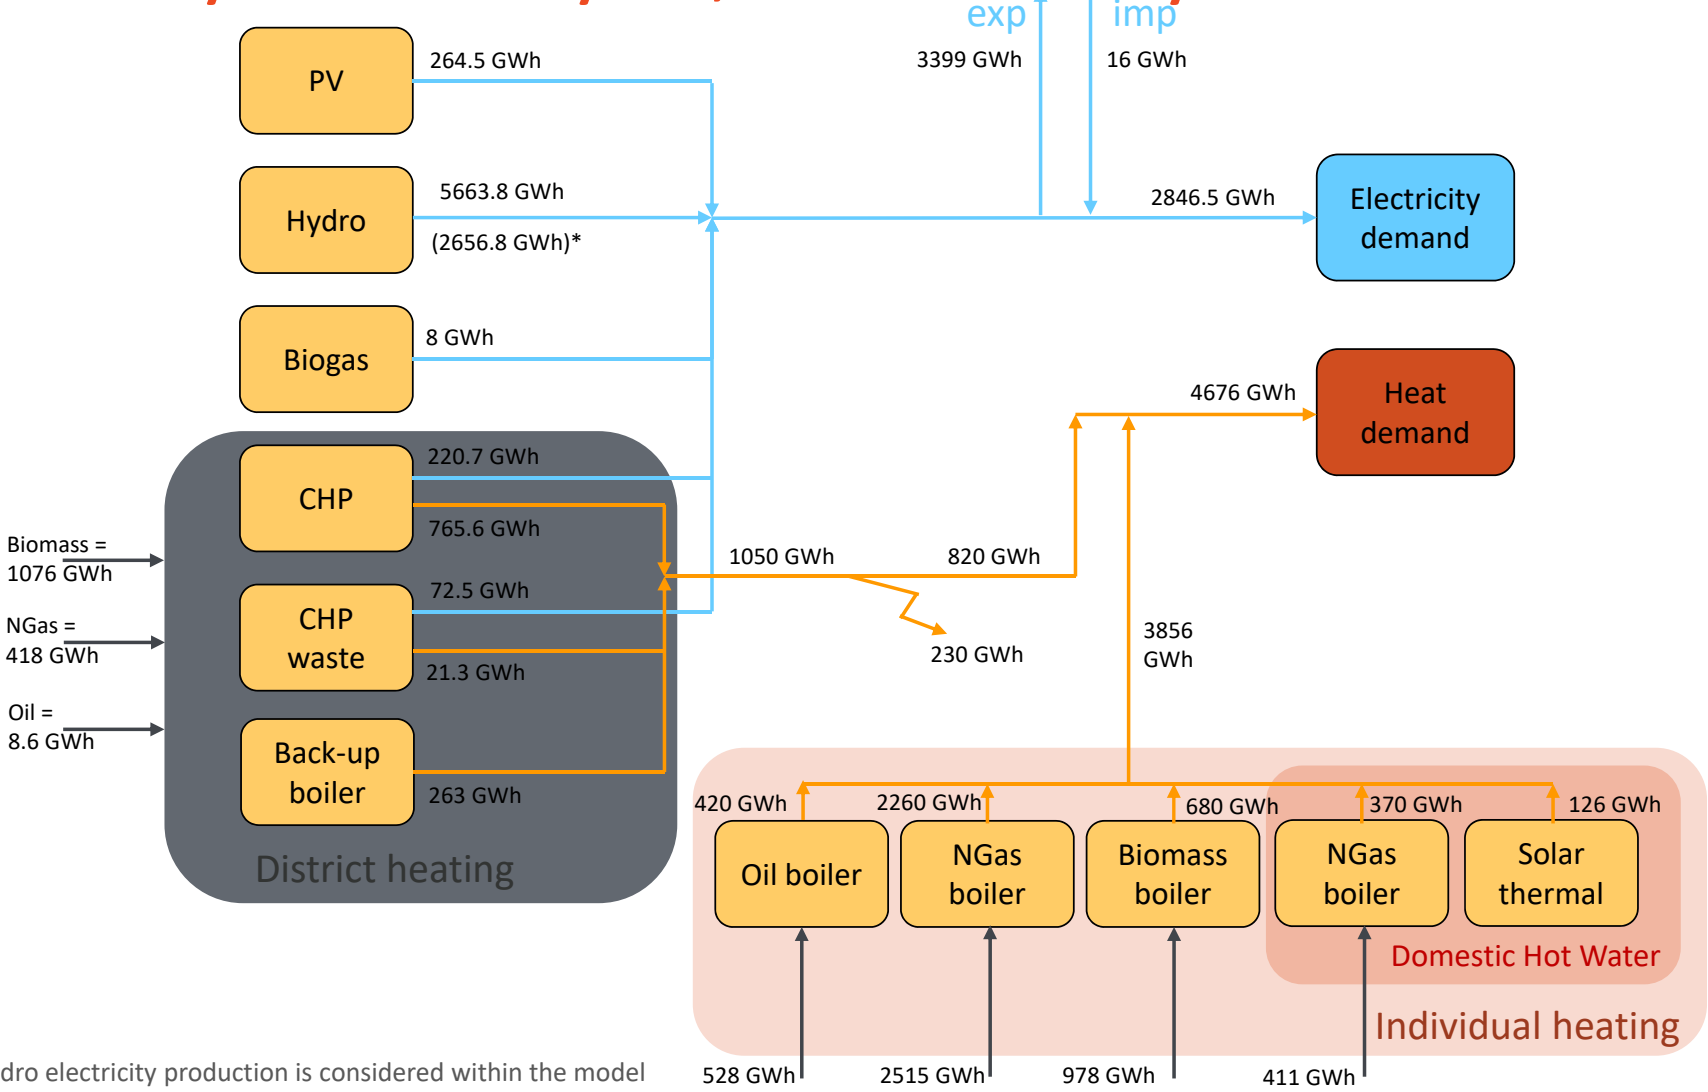 exp
imp
264.5 GWh
3399 GWh
16 GWh
PV
5663.8 GWh
2846.5 GWh
Hydro
(2656.8 GWh)*
Electricity
demand
8 GWh
Biogas
4676 GWh
Heat
demand
220.7 GWh
CHP
765.6 GWh
Biomass =
1076 GWh
1050 GWh
820 GWh
72.5 GWh
CHP
waste
21.3 GWh
NGas =
418 GWh
230 GWh
3856
GWh
Oil =
8.6 GWh
Back-up
boiler
263 GWh
District heating
420 GWh
2260 GWh
680 GWh
370 GWh
126 GWh
Oil boiler
NGas
boiler
Biomass
boiler
NGas
boiler
Solar
thermal
Domestic Hot Water
Individual heating
528 GWh
2515 GWh
978 GWh
411 GWh
dro electricity production is considered within the model